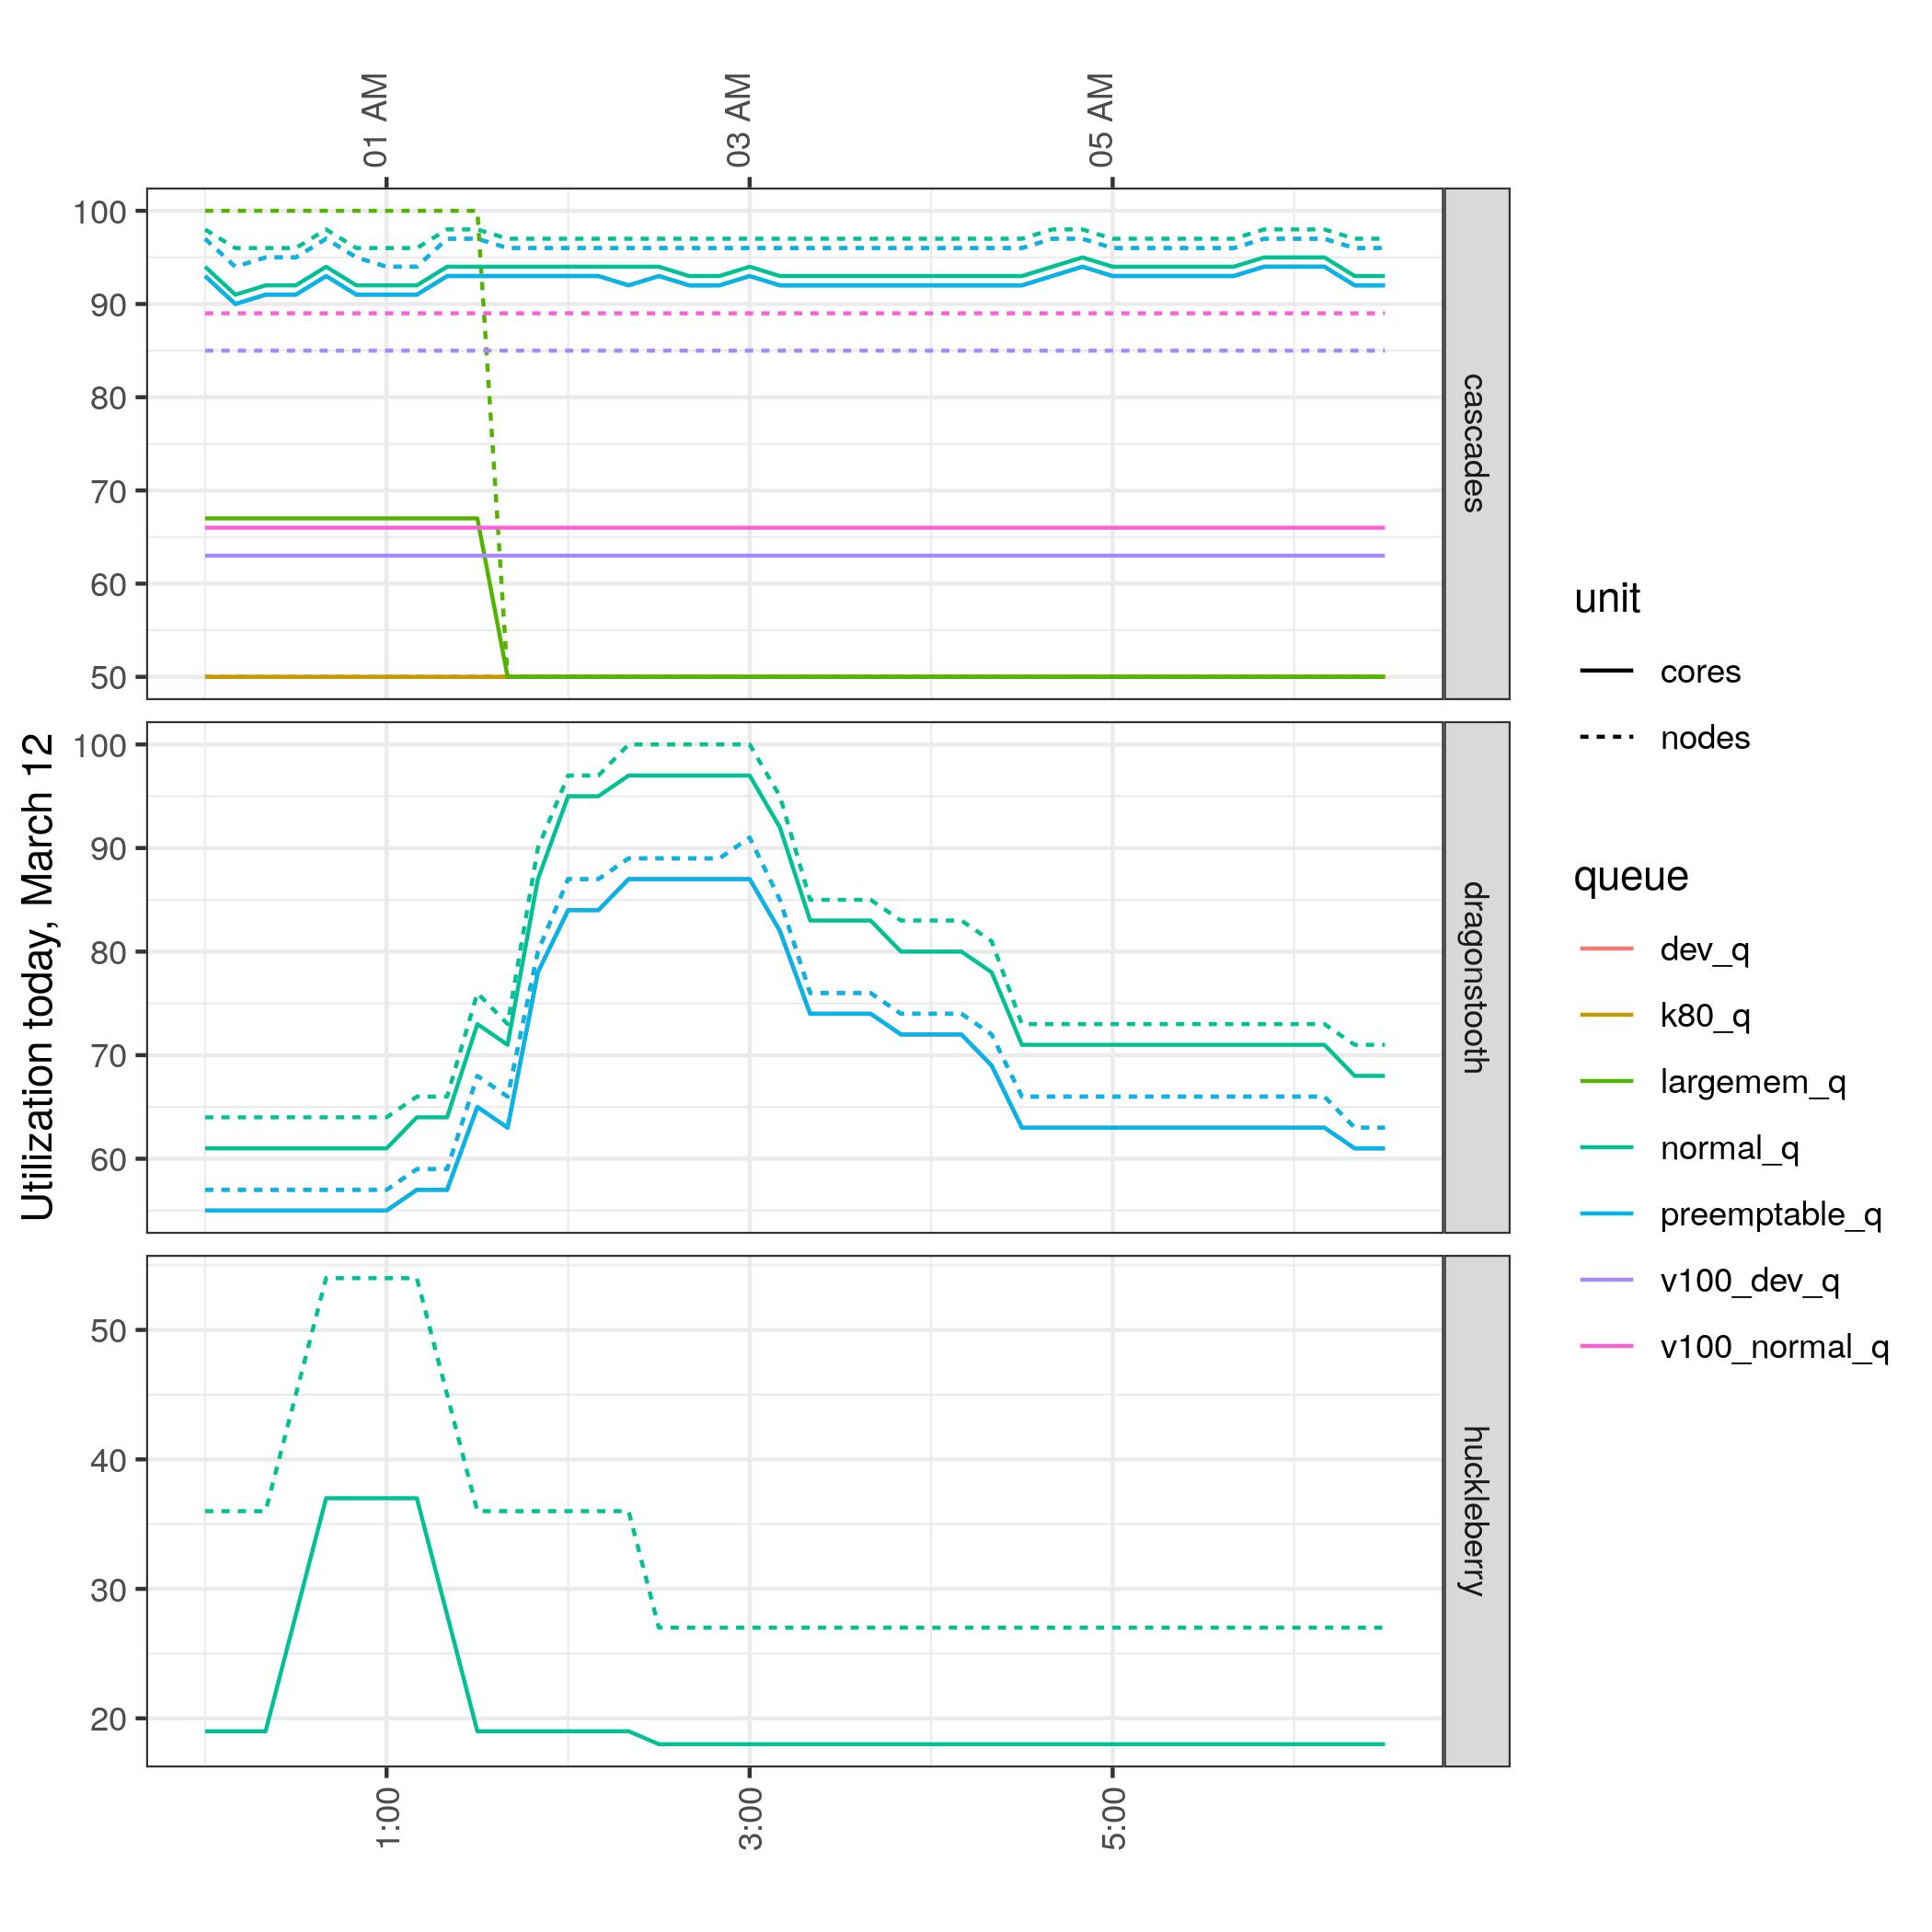 01 AM
03 AM
05 AM
Utilization today, March 12
100
90
80
70
60
50
cascades
100
90
80
70
60
dragonstooth
50
40
30
20
huckleberry
1:00
3:00
5:00
unit
cores
nodes
queue
dev_q
k80_q
largemem_q
normal_q
preemptable_q
v100_dev_q
v100_normal_q